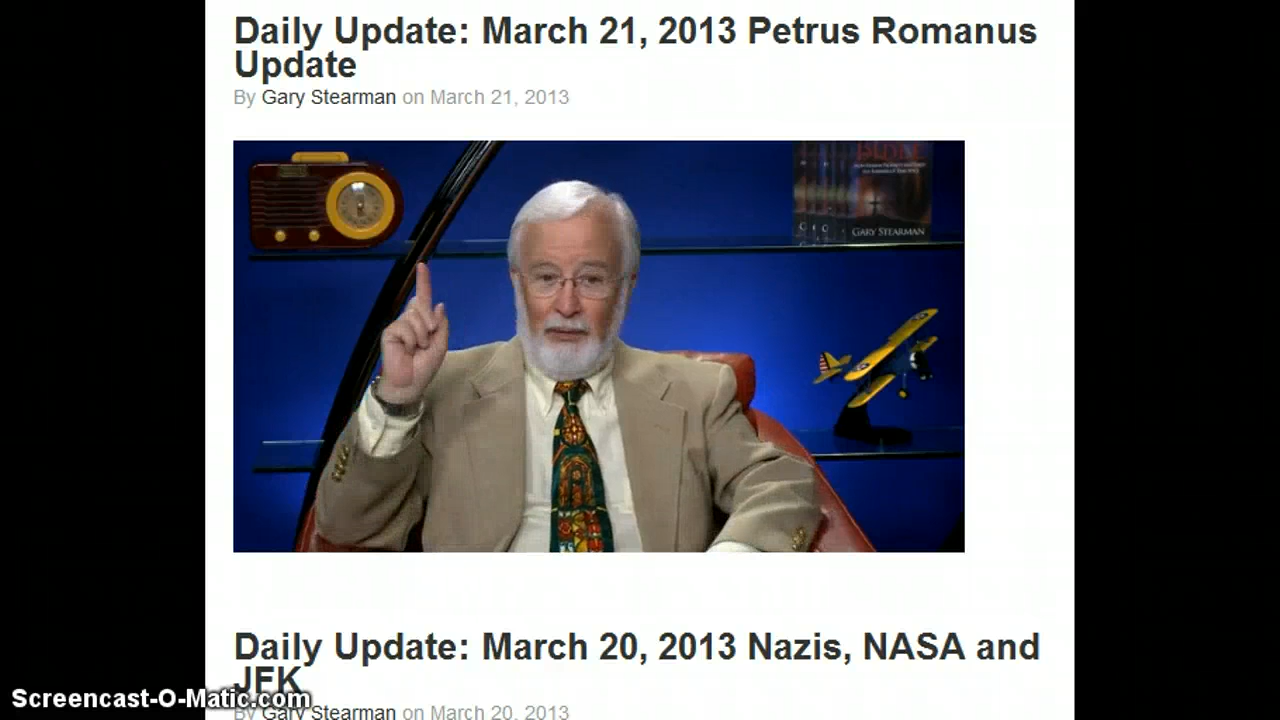 Daily Update: March 21, 2013 Petrus Romanus
Update
By Gary Stearman on March 21, 2013
GARY STEARMAN
Daily Update: March 20, 2013 Nazis, NASA and
JFK
Screencast-O-Matic.com
By Gary Stearman on March 20, 2013